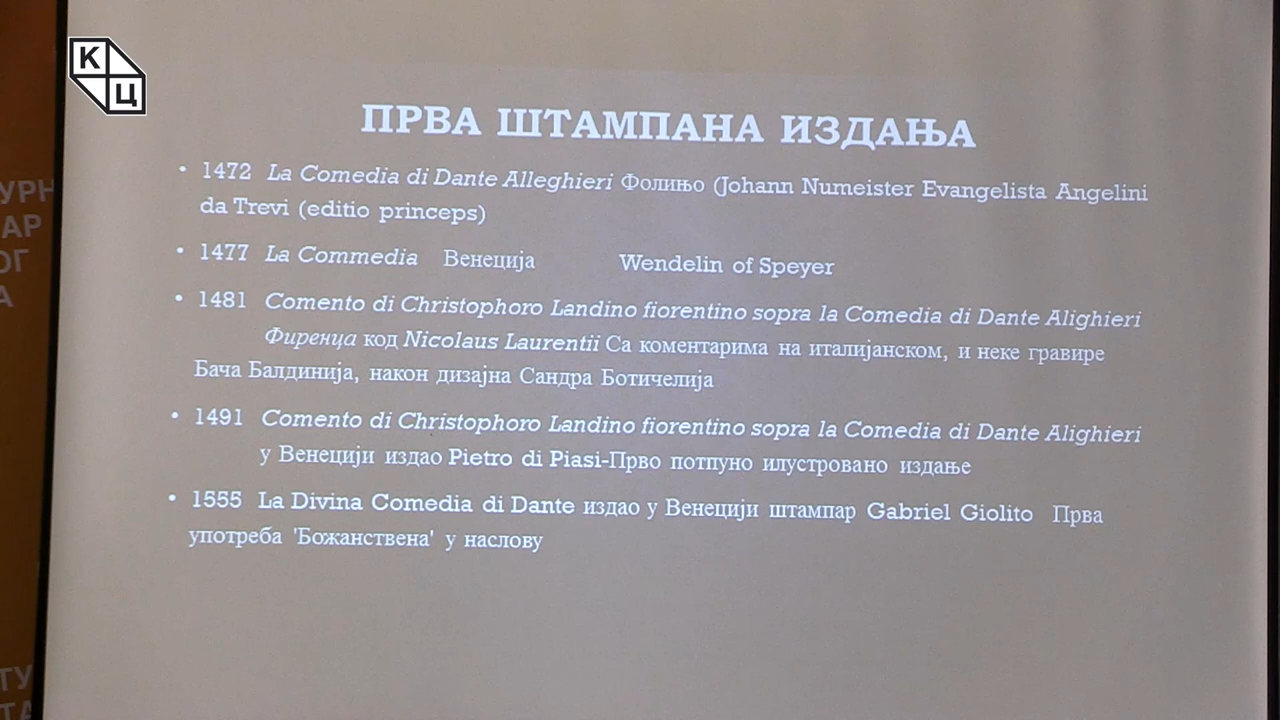 К
Ц
ПРВА ШТАМПАНА ИЗДАЊА
• 1472 La Comedia di Dante Alleghieri Фолињо (Johann Numeister Evangelista Angelini
da Trevi (editio princeps)
• 1477 La Commedia Венеција Wendelin of Speyer
• 1481 Comento di Christophoro Landino fiorentino sopra la Comedia di Dante Alighieri
Фиренца код Nicolaus Laurentii Са коментарима на италијанском, и неке гравире
Бача Балдинија, након дизајна Сандра Ботичелија
• 1491 Comento di Christophoro Landino fiorentino sopra la Comedia di Dante Alighieri
у Венецији издао Pietro di Piasi-Прво потпуно илустровано издање
• 1555 La Divina Comedia di Dante издао у Венецији штампар Gabriel Giolito Прва
употреба 'Божанствена' у наслову